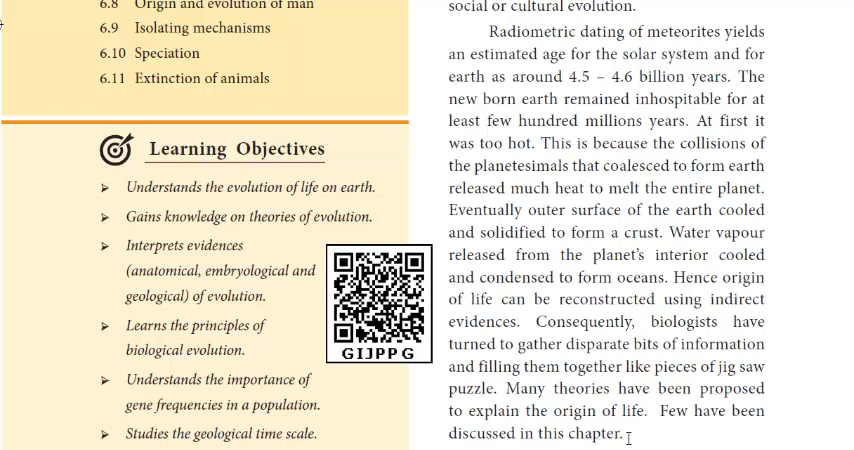 6.8 Origin and evolution of man
6.9 Isolating mechanisms
6.10 Speciation
6.11 Extinction of animals
Learning Objectives
➢ Understands the evolution of life on earth.
➢ Gains knowledge on theories of evolution.
➢ Interprets evidences
(anatomical, embryological and
geological) of evolution.
➢ Learns the principles of
biological evolution.
➢ Understands the importance of
gene frequencies in a population.
➢ Studies the geological time scale.
GIJPPG
social or cultural evolution.
Radiometric dating of meteorites yields
an estimated age for the solar system and for
earth as around 4.5 – 4.6 billion years. The
new born earth remained inhospitable for at
least few hundred millions years. At first it
was too hot. This is because the collisions of
the planetesimals that coalesced to form earth
released much heat to melt the entire planet.
Eventually outer surface of the earth cooled
and solidified to form a crust. Water vapour
released from the planet's interior cooled
and condensed to form oceans. Hence origin
of life can be reconstructed using indirect
evidences. Consequently, biologists have
turned to gather disparate bits of information
and filling them together like pieces of jig saw
puzzle. Many theories have been proposed
to explain the origin of life. Few have been
discussed in this chapter.